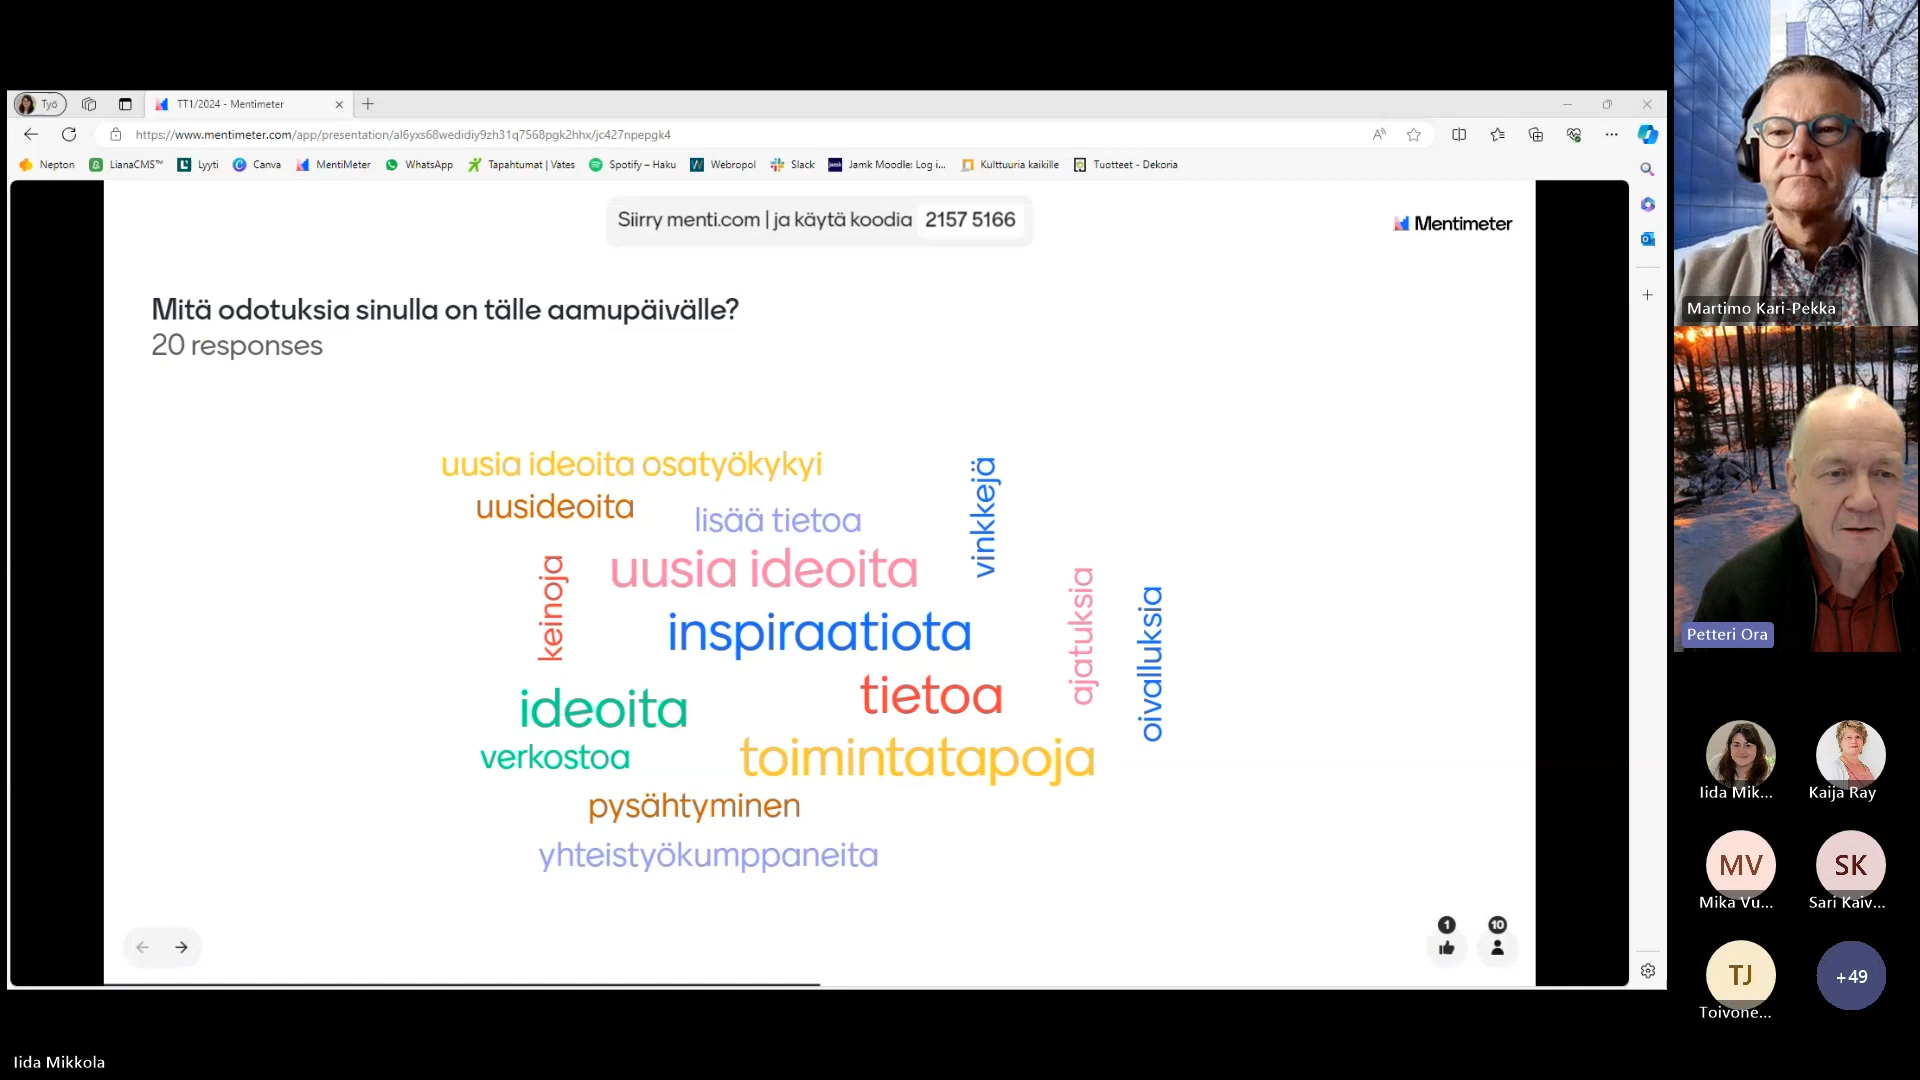 Työ
TT1/2024 - Mentimeter
https://www.mentimeter.com/app/presentation/al6yxs68wedidiy9zh31q7568pgk2hhx/jc427npepgk4
Nepton
LianaCMS™
Lyyti
Canva
MentiMeter
WhatsApp
Tapahtumat | Vates
Spotify – Haku
Webropol
Slack
Jamk Moodle: Log i...
Kulttuuria kaikille
Tuotteet - Dekoria
Siirry menti.com | ja käytä koodia 2157 5166
Mentimeter
Mitä odotuksia sinulla on tälle aamupäivälle?
20 responses
uusia ideoita osatyökykyi
uusideoita
lisää tietoa
vinkkejä
keinoja
uusia ideoita
inspiraatiota
ajatuksia
oivalluksia
ideoita
tietoa
verkostoa
toimintatapoja
pysähtyminen
yhteistyökumppaneita
1
10
Martimo Kari-Pekka
Petteri Ora
Iida Mik...
Kaija Ray
MV
Mika Vu...
SK
Sari Kaiv...
TJ
Toivone...
+49
Iida Mikkola